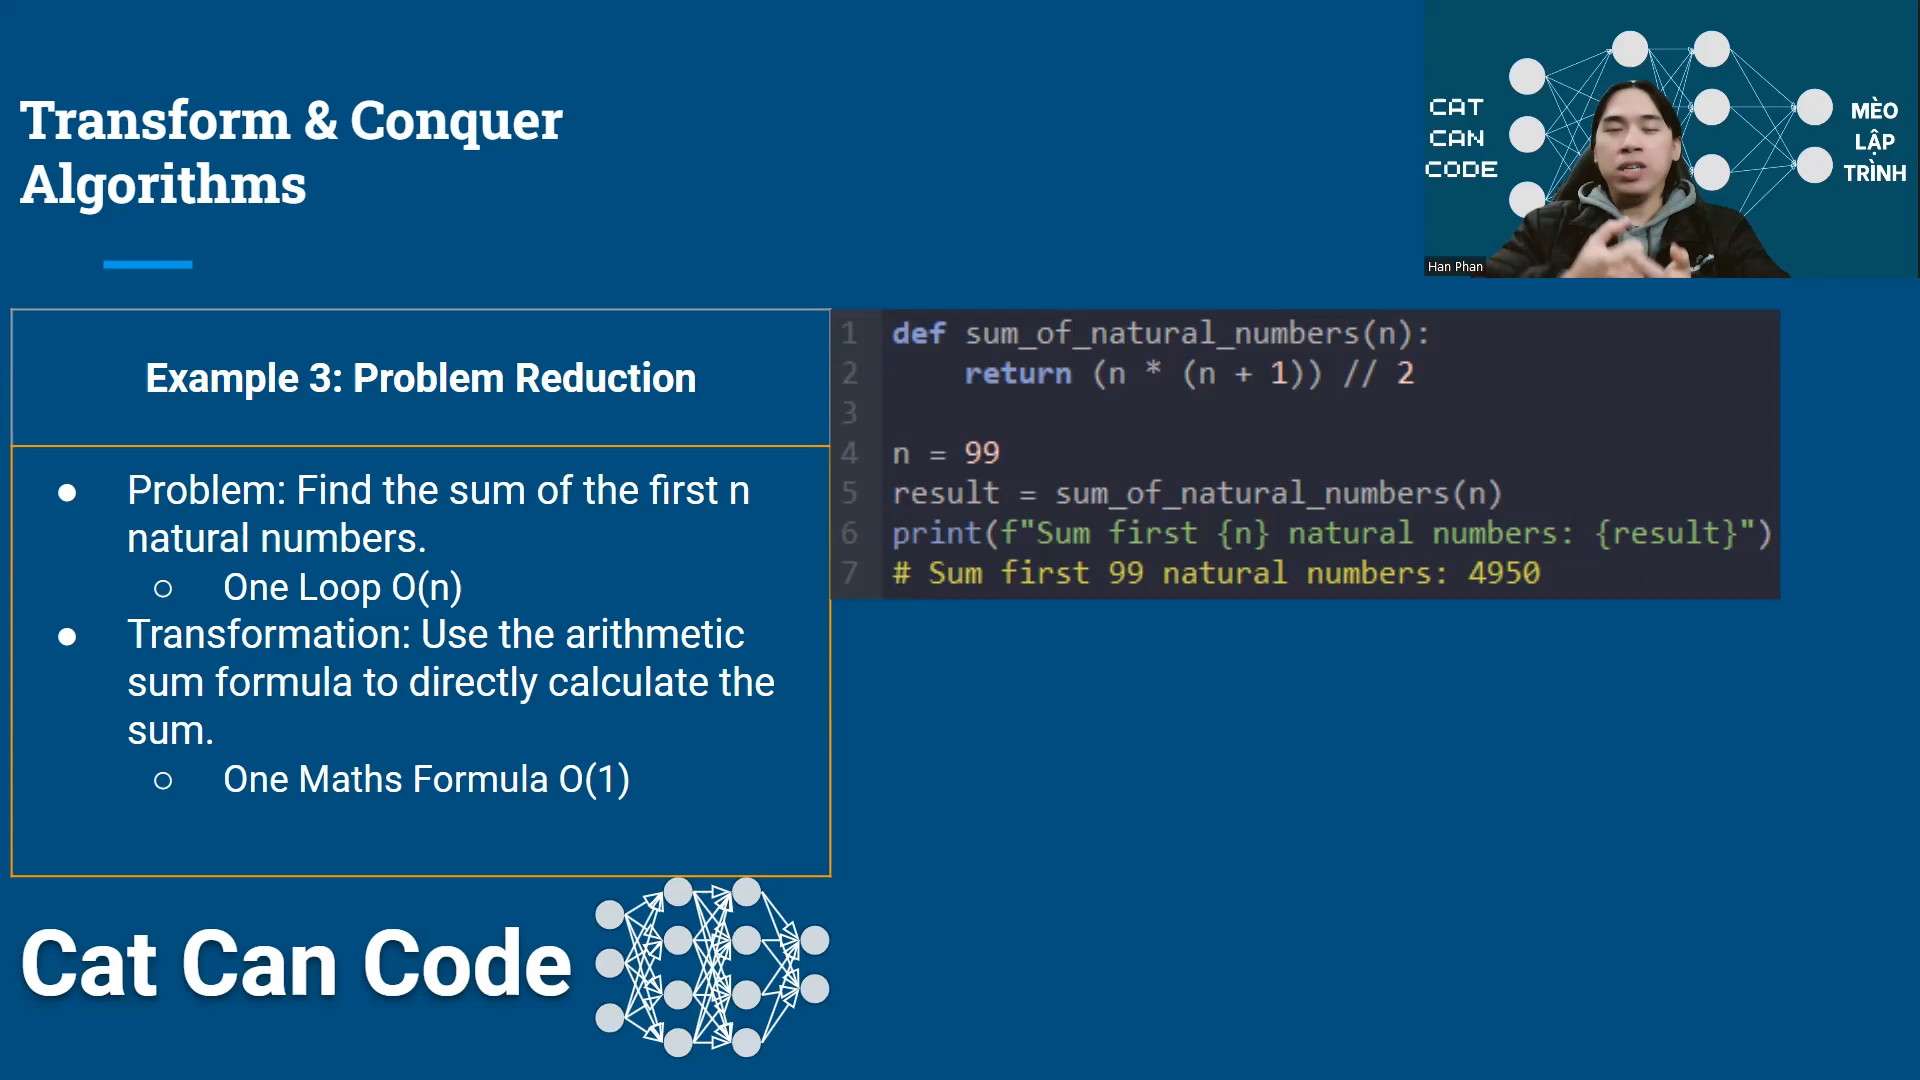 Transform & Conquer
Algorithms
CAT
CAN
CODE
MÈO
LẬP
TRÌNH
Han Phan
Example 3: Problem Reduction
● Problem: Find the sum of the first n
natural numbers.
○ One Loop O(n)
● Transformation: Use the arithmetic
sum formula to directly calculate the
sum.
○ One Maths Formula O(1)
1 def sum_of_natural_numbers(n):
2     return (n * (n + 1)) // 2
3
4 n = 99
5 result = sum_of_natural_numbers(n)
6 print(f"Sum first {n} natural numbers: {result}")
7 # Sum first 99 natural numbers: 4950
Cat Can Code